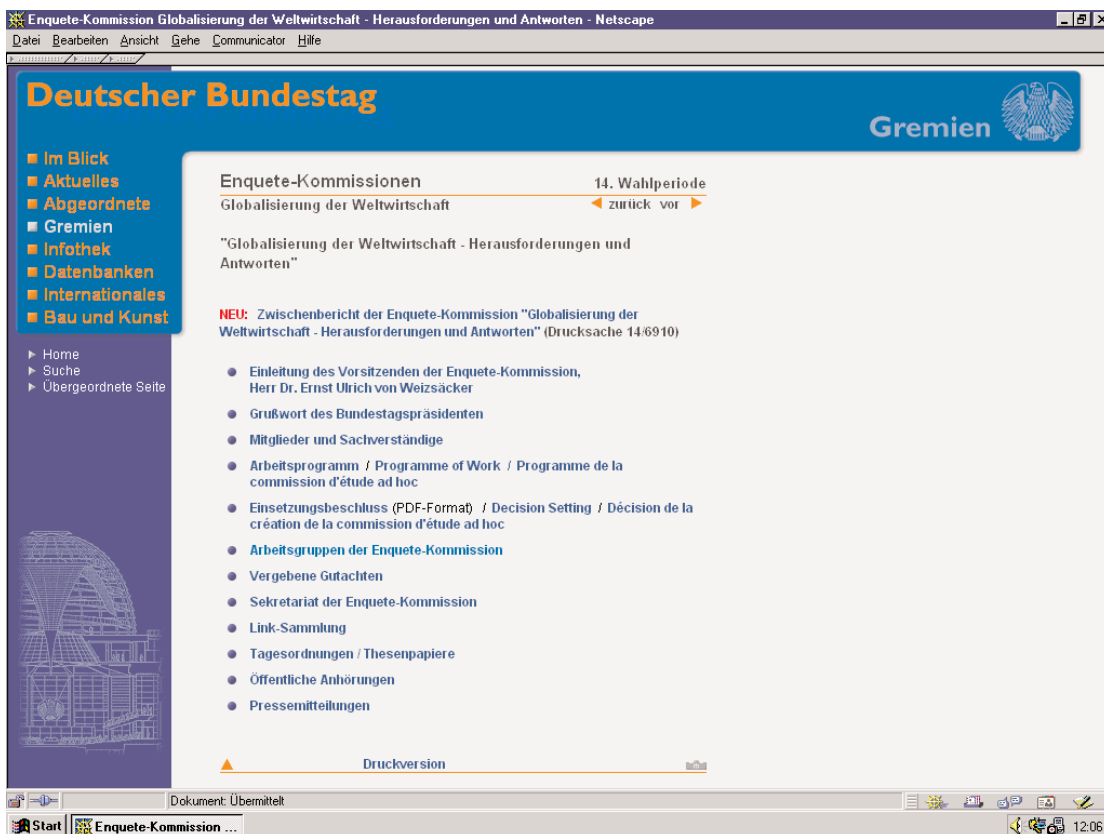 Enquete-Kommission Globalisierung der Weltwirtschaft - Herausforderungen und Antworten - Netscape
Datei Bearbeiten Ansicht Gehe Communicator Hilfe
Deutscher Bundestag
Gremien
Im Blick
Aktuelles
Abgeordnete
Gremien
Infothek
Datenbanken
Internationales
Bau und Kunst
Home
Suche
Übergeordnete Seite
Enquete-Kommissionen 14. Wahlperiode
Globalisierung der Weltwirtschaft zurück vor
"Globalisierung der Weltwirtschaft - Herausforderungen und
Antworten"
NEU: Zwischenbericht der Enquete-Kommission "Globalisierung der
Weltwirtschaft - Herausforderungen und Antworten" (Drucksache 14/6910)
Einleitung des Vorsitzenden der Enquete-Kommission,
Herr Dr. Ernst Ulrich von Weizsäcker
Grußwort des Bundestagspräsidenten
Mitglieder und Sachverständige
Arbeitsprogramm / Programme of Work / Programme de la
commission d'étude ad hoc
Einsetzungsbeschluss (PDF-Format) / Decision Setting / Décision de la
création de la commission d'étude ad hoc
Arbeitsgruppen der Enquete-Kommission
Vergebene Gutachten
Sekretariat der Enquete-Kommission
Link-Sammlung
Tagesordnungen / Thesenpapiere
Öffentliche Anhörungen
Pressemitteilungen
Druckversion
Dokument: Übermittelt
Start Enquete-Kommission ... 12:06